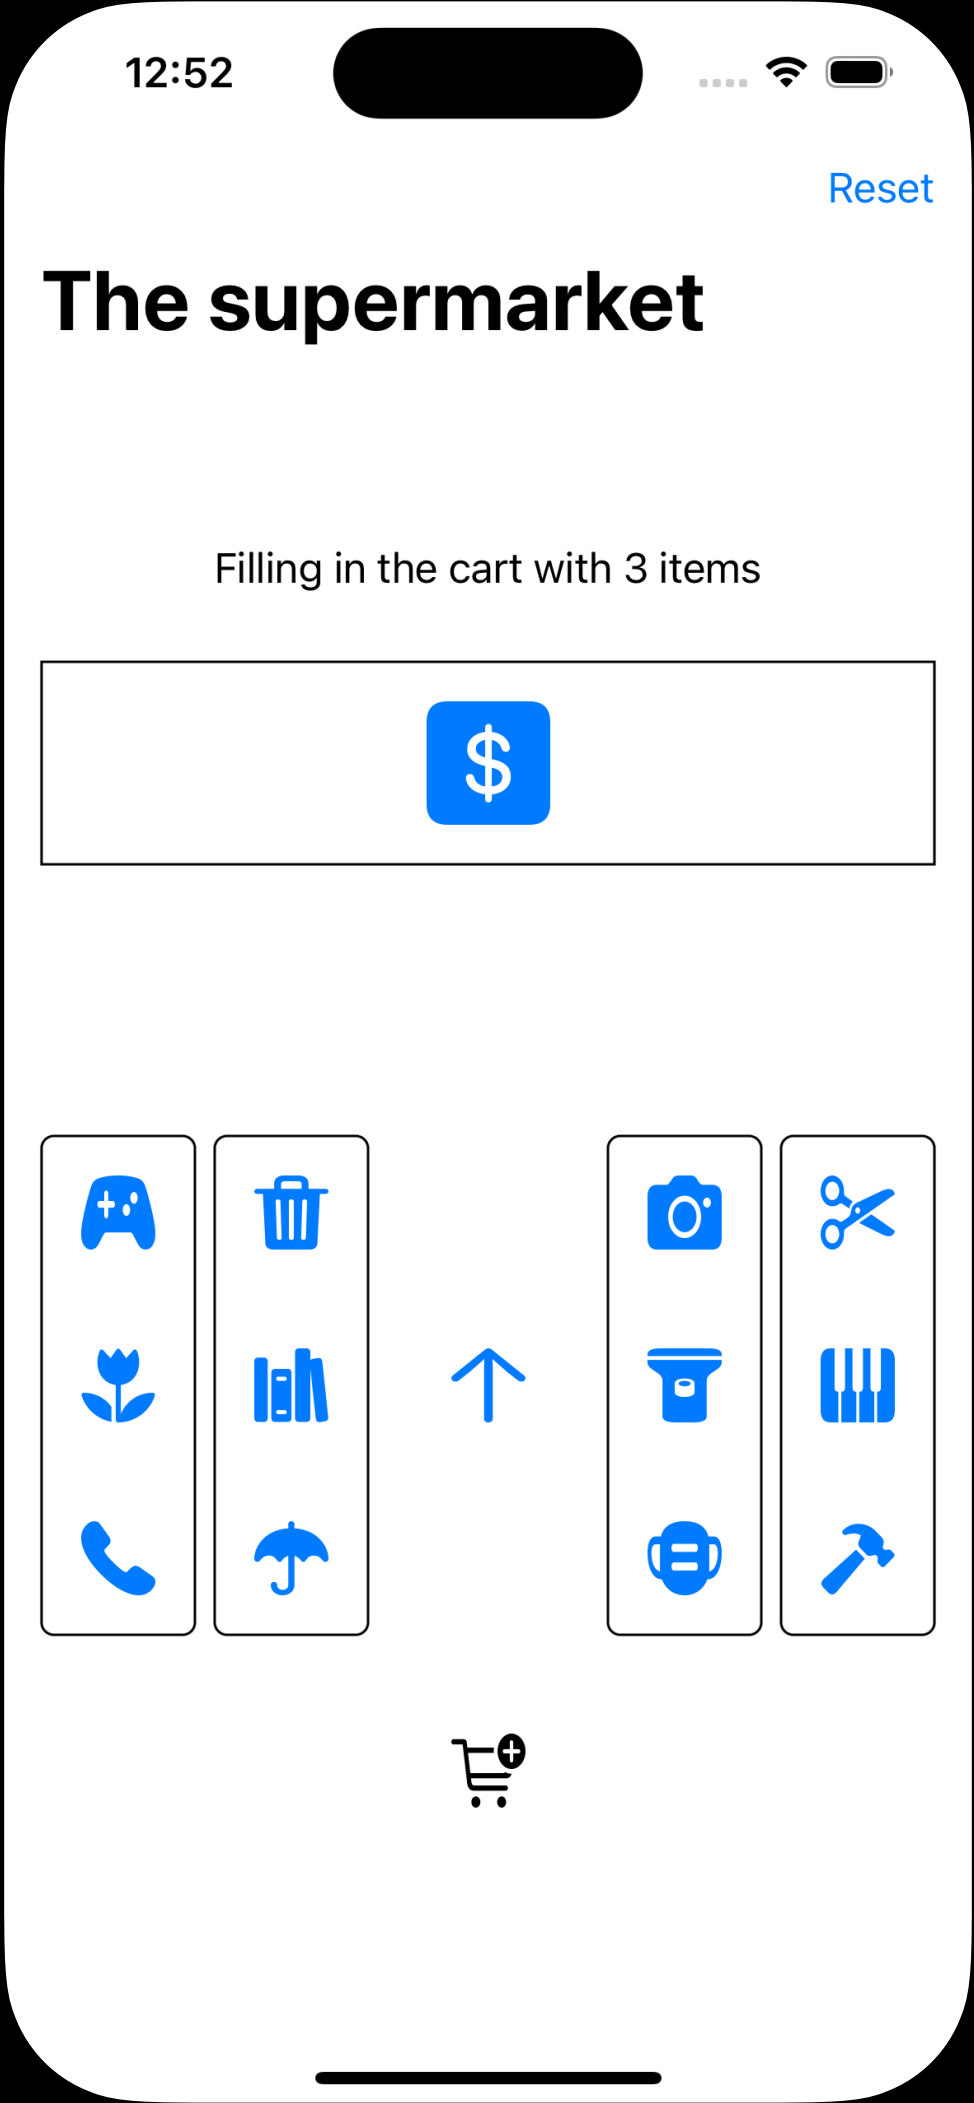 12:52
Reset
The supermarket
Filling in the cart with 3 items
$